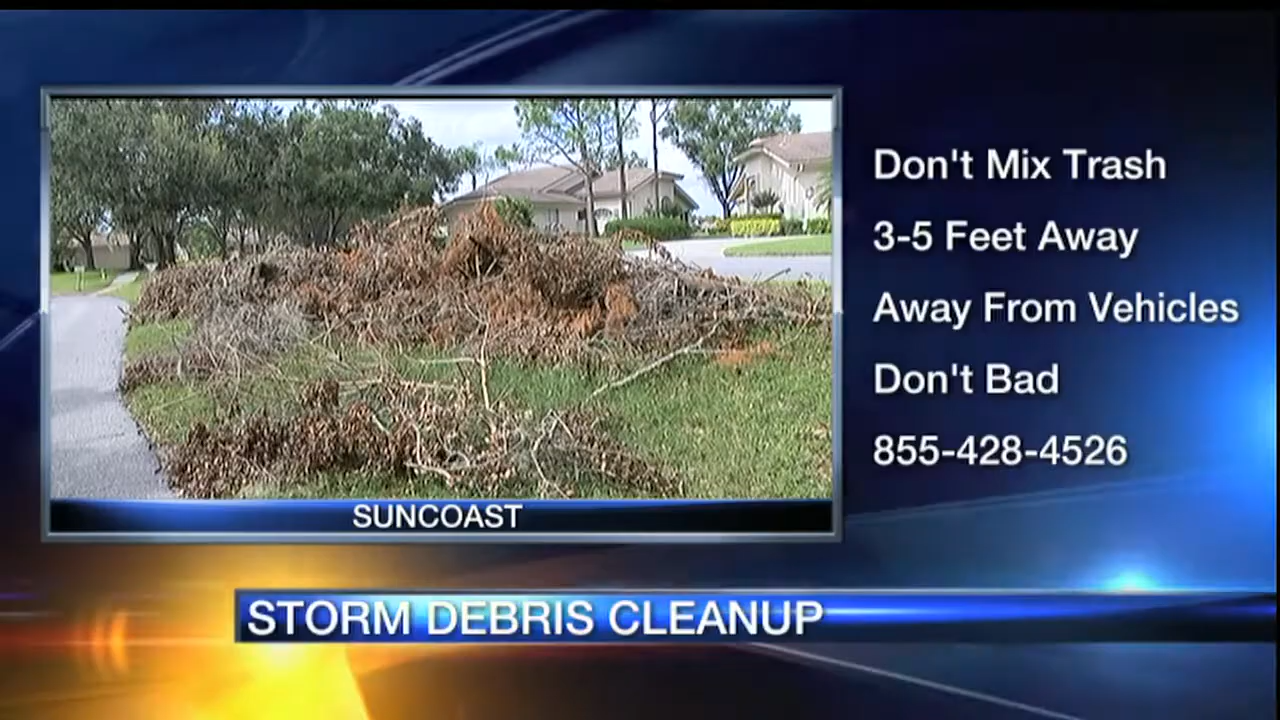 Don't Mix Trash
3-5 Feet Away
Away From Vehicles
Don't Bad
855-428-4526
SUNCOAST
STORM DEBRIS CLEANUP